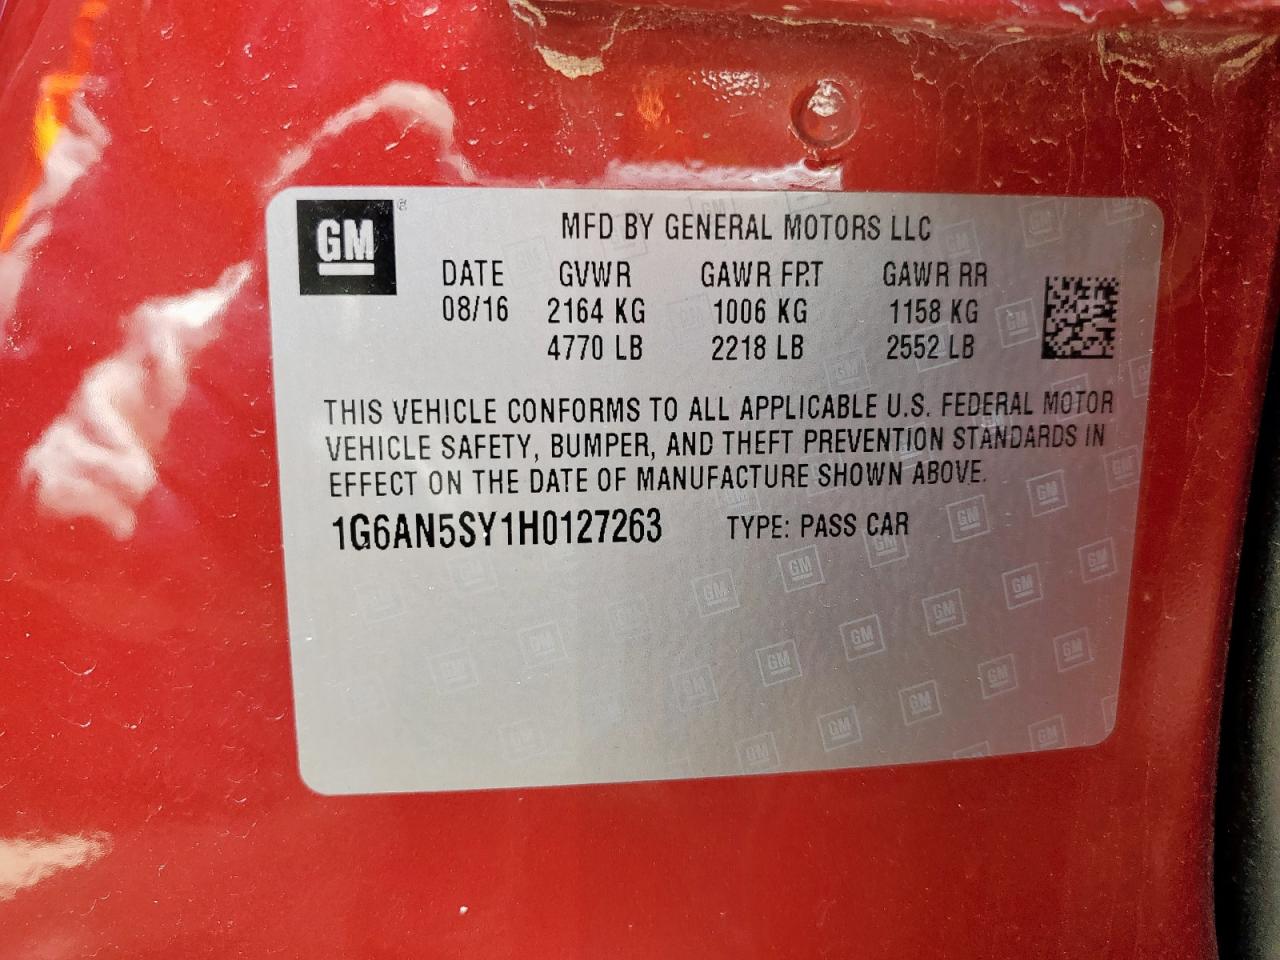 GM ®
MFD BY GENERAL MOTORS LLC
DATE GVWR GAWR FRT GAWR RR
08/16 2164 KG 1006 KG 1158 KG
4770 LB 2218 LB 2552 LB
THIS VEHICLE CONFORMS TO ALL APPLICABLE U.S. FEDERAL MOTOR
VEHICLE SAFETY, BUMPER, AND THEFT PREVENTION STANDARDS IN
EFFECT ON THE DATE OF MANUFACTURE SHOWN ABOVE.
1G6AN5SY1H0127263 TYPE: PASS CAR